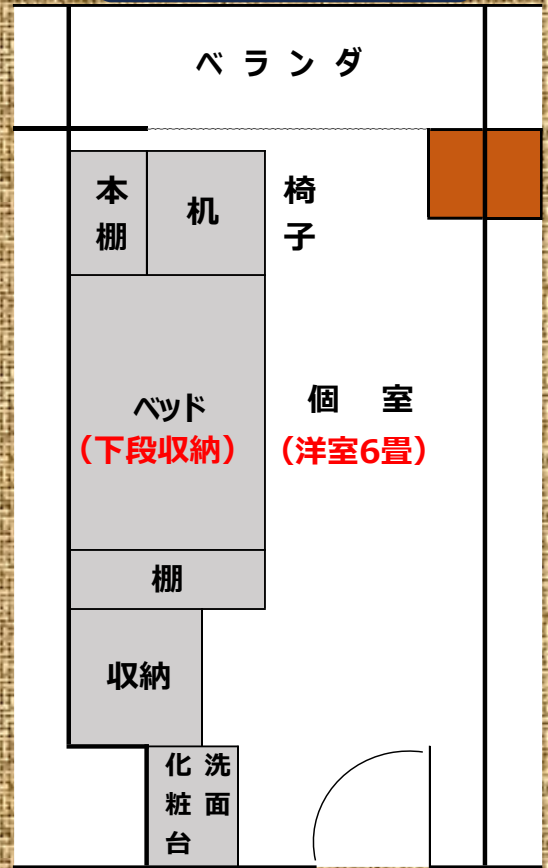 ベランダ
本棚
机
椅子
ベッド
（下段収納）
個室
（洋室6畳）
棚
収納
洗面
化粧台